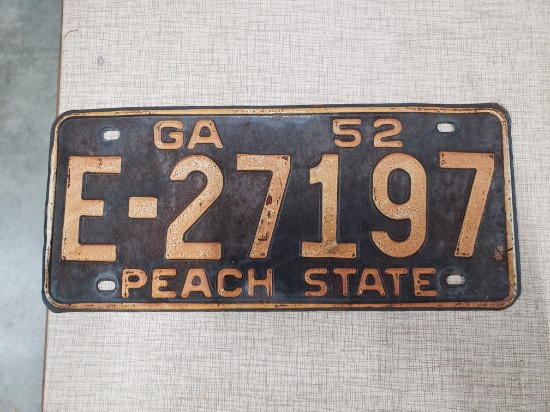 GA 52
E-27197
PEACH STATE